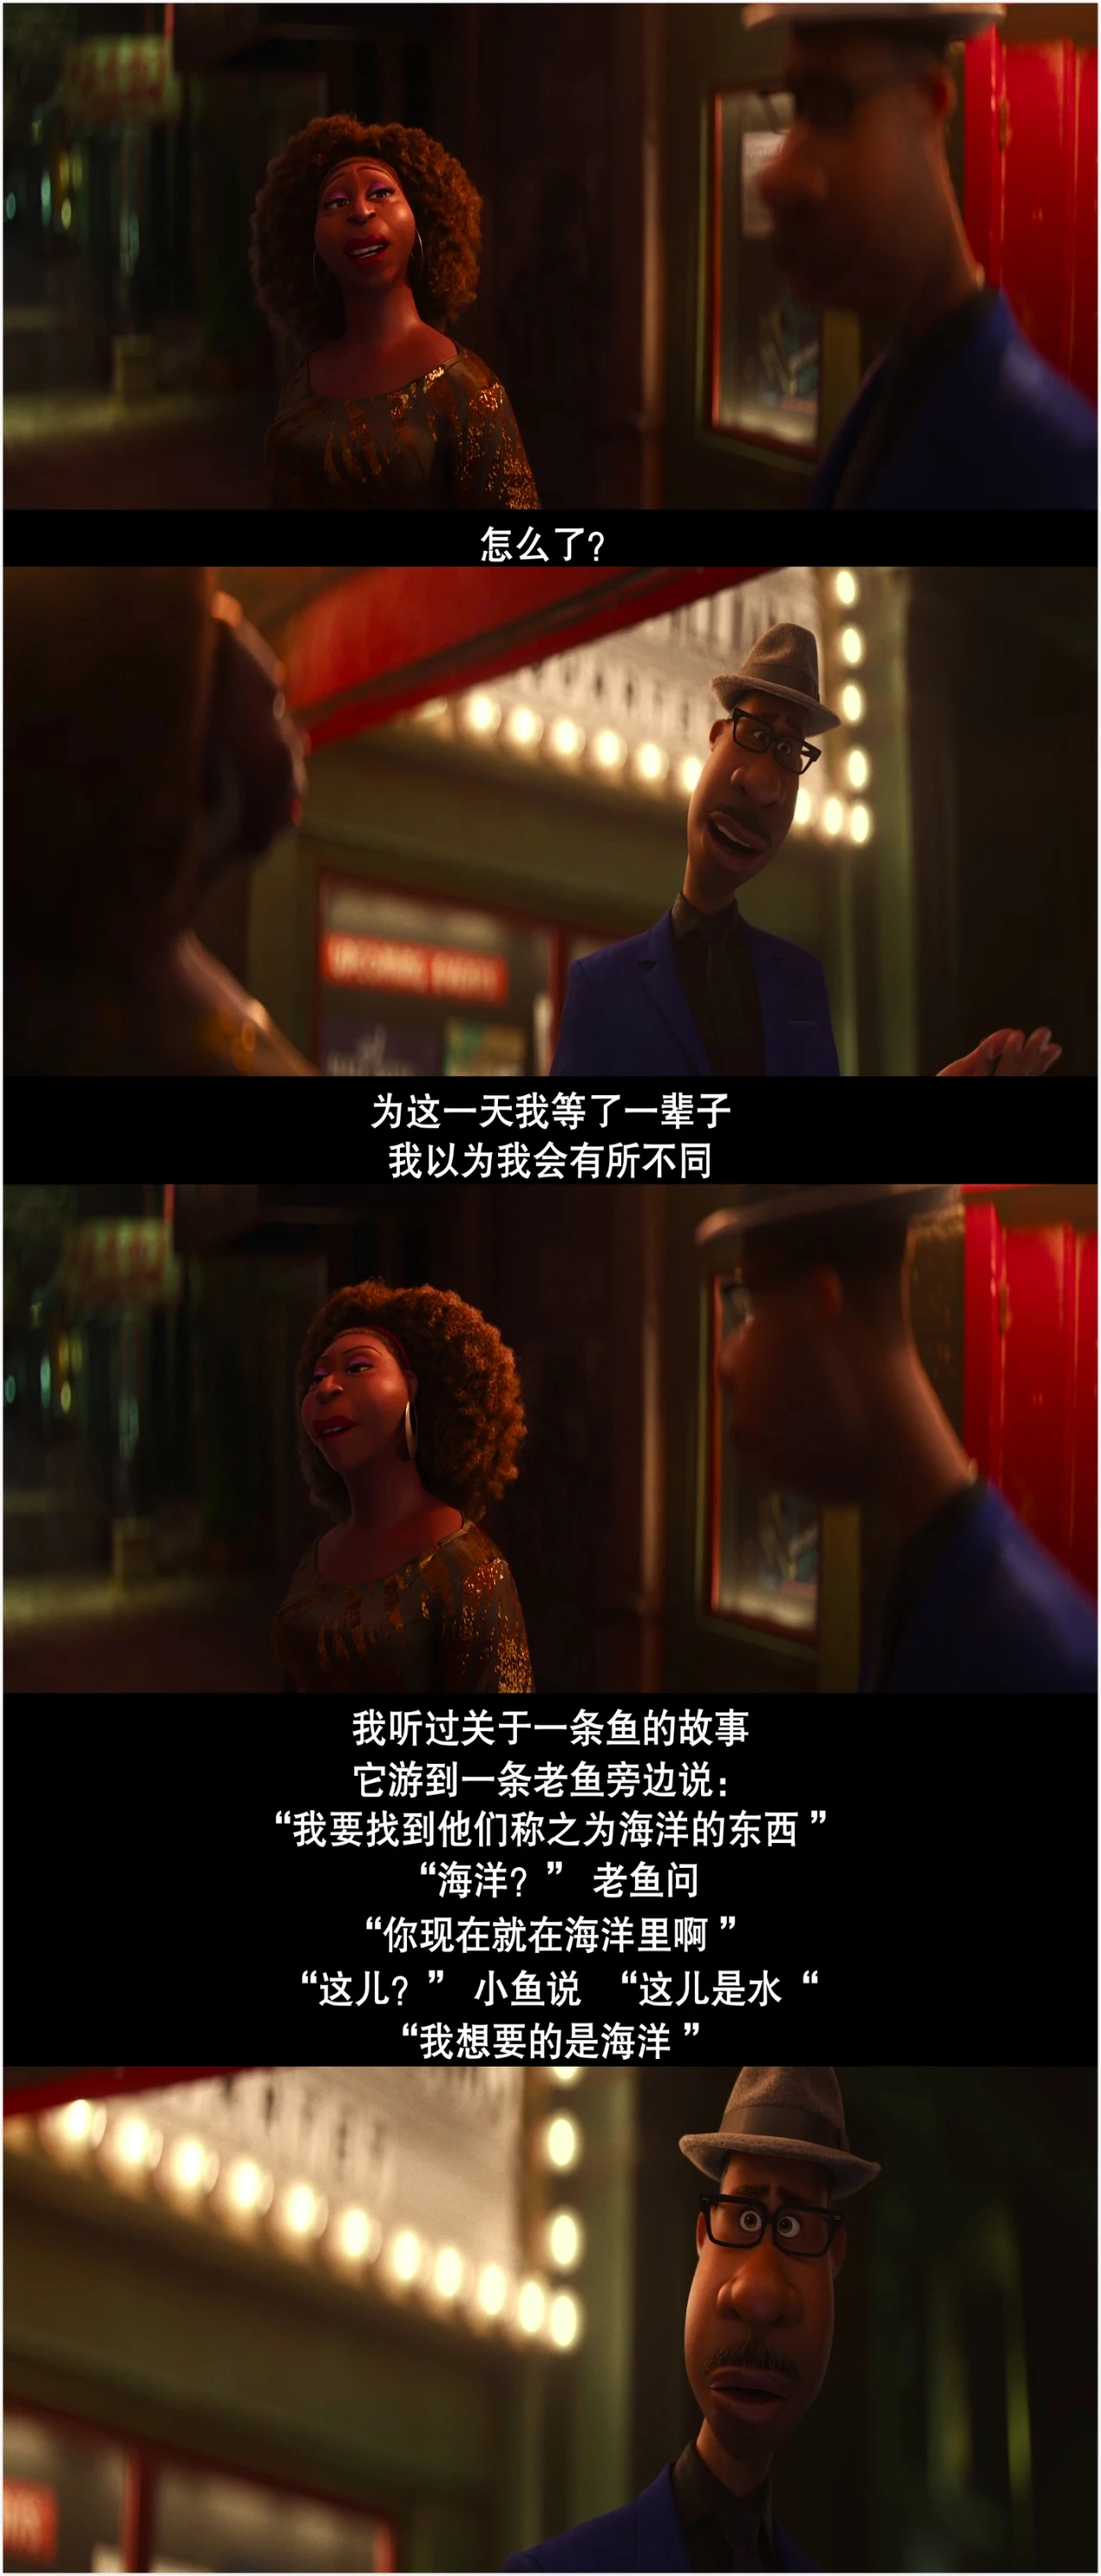 怎么了?
为这一天我等了一辈子
我以为我会有所不同
我听过关于一条鱼的故事
它游到一条老鱼旁边说：
“我要找到他们称之为海洋的东西 ”
“海洋? ” 老鱼问
“你现在就在海洋里啊 ”
“这儿? ” 小鱼说 “这儿是水 “
“我想要的是海洋 ”